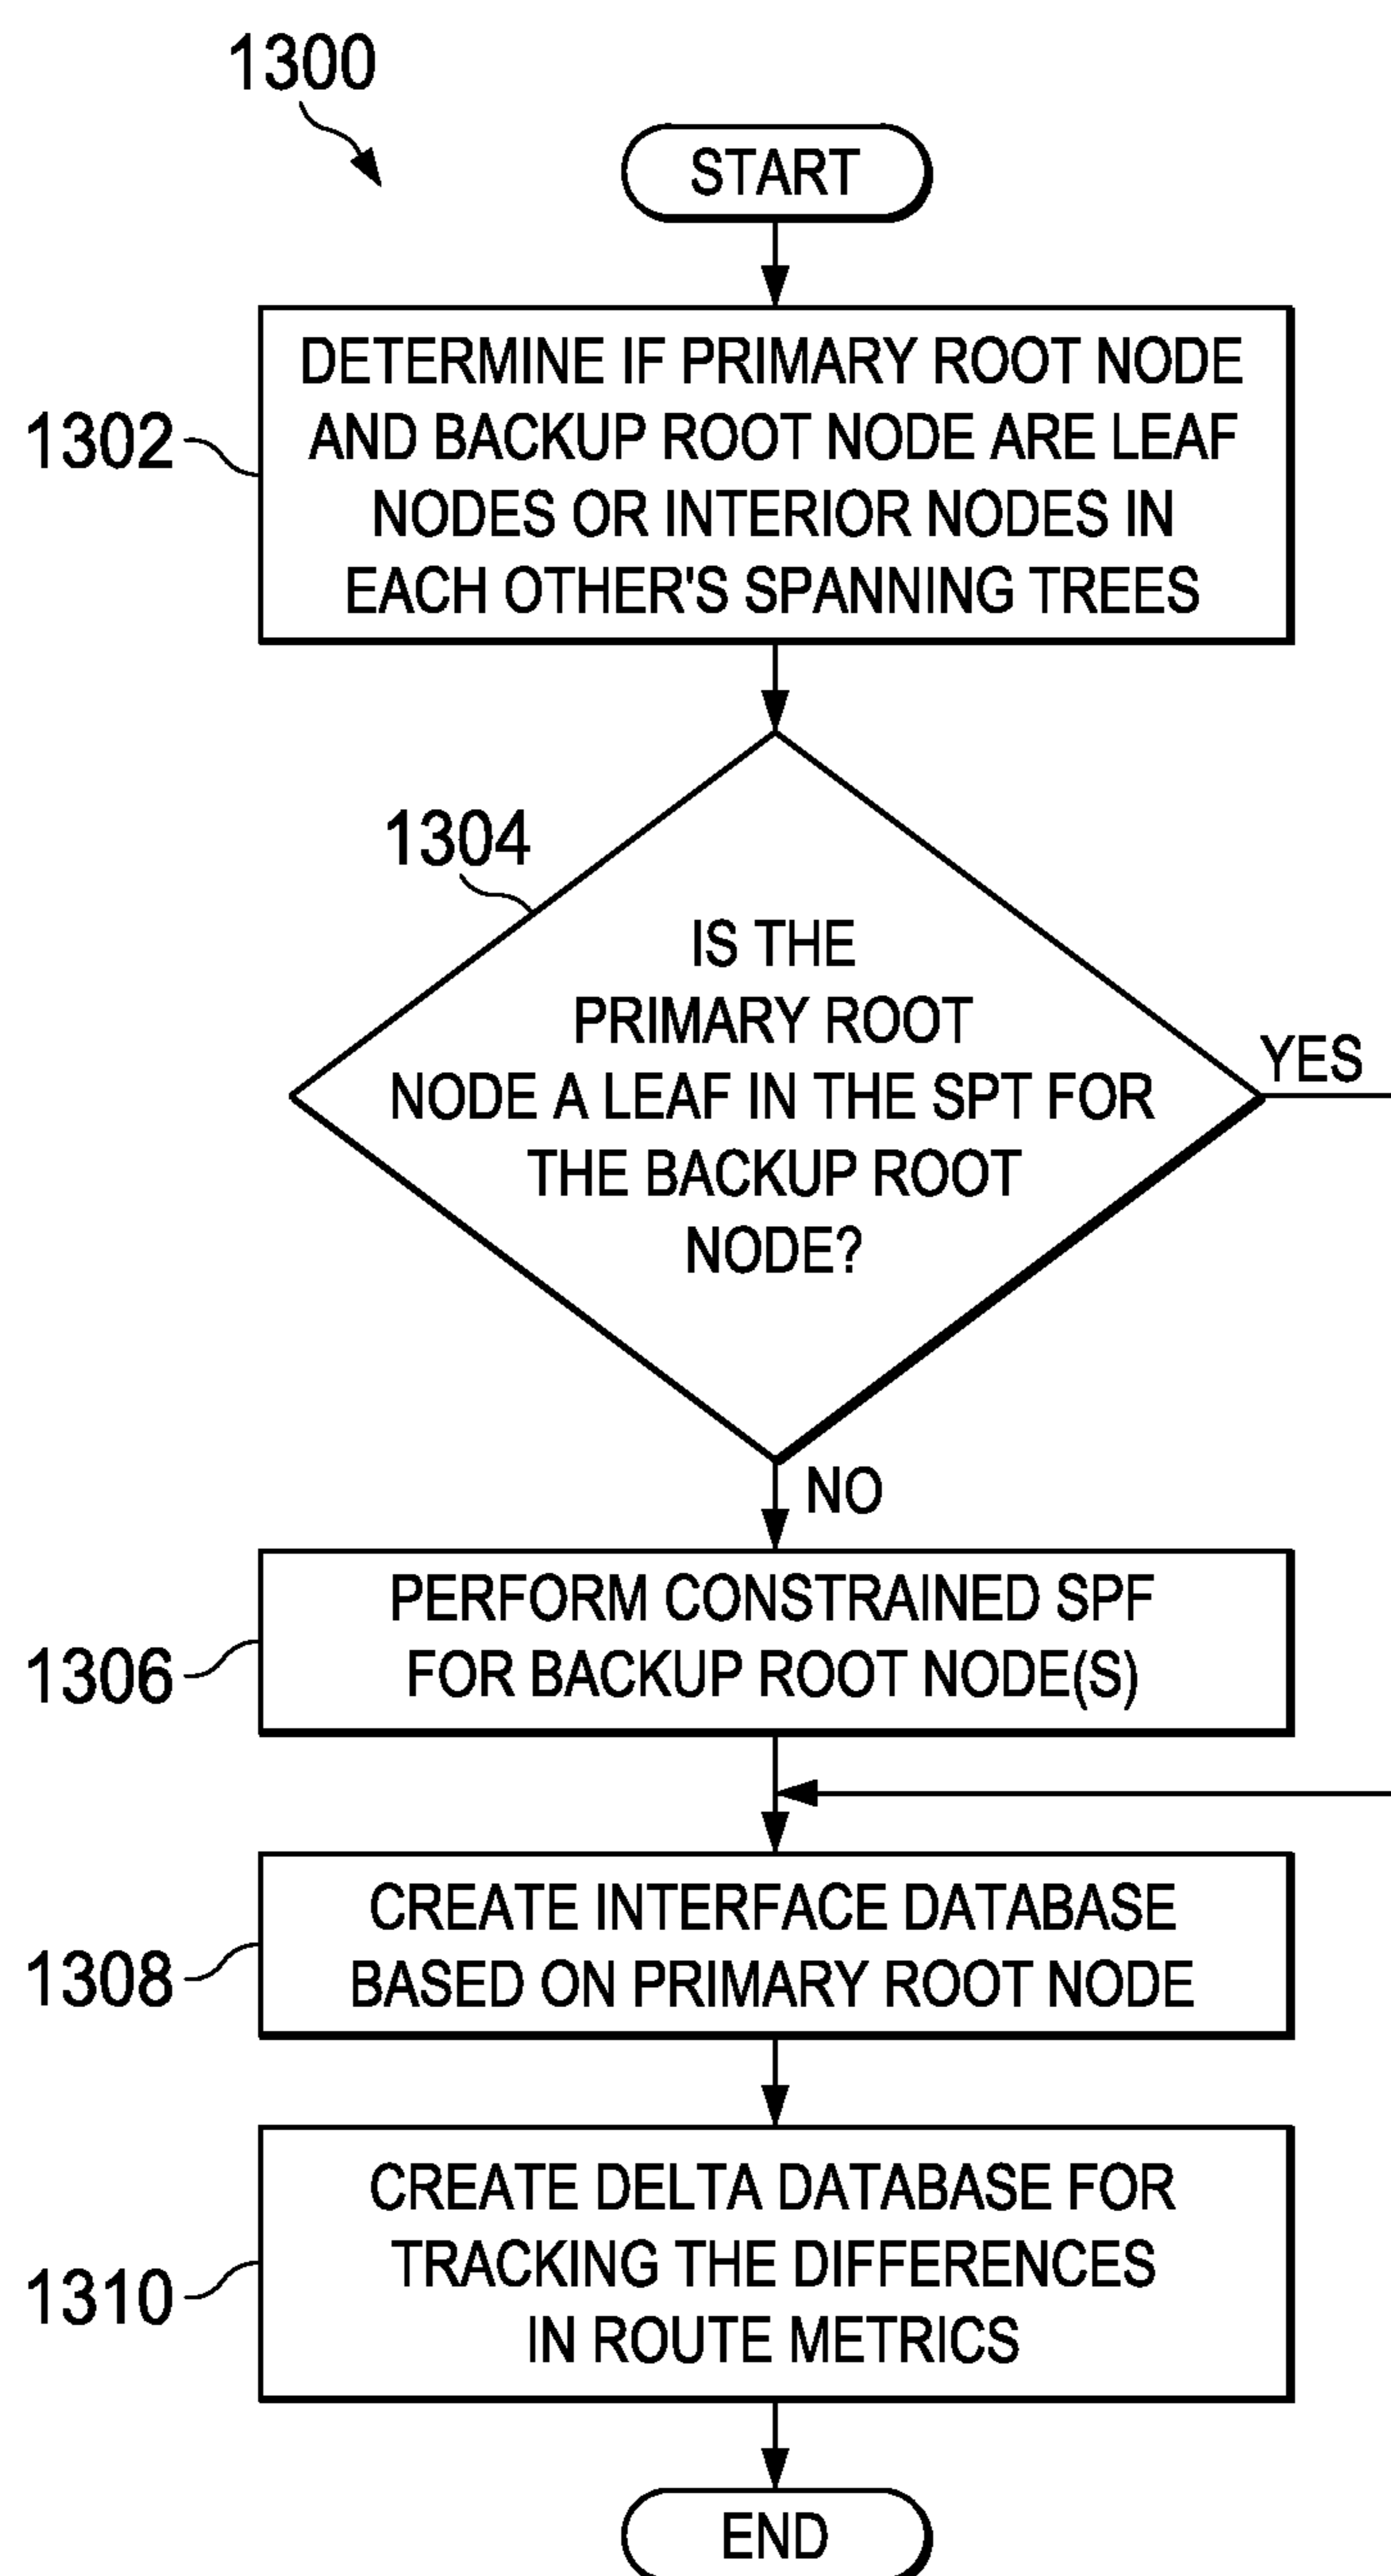 1300
START
1302
DETERMINE IF PRIMARY ROOT NODE
AND BACKUP ROOT NODE ARE LEAF
NODES OR INTERIOR NODES IN
EACH OTHER'S SPANNING TREES
1304
IS THE
PRIMARY ROOT
NODE A LEAF IN THE SPT FOR
THE BACKUP ROOT
NODE?
YES
NO
1306
PERFORM CONSTRAINED SPF
FOR BACKUP ROOT NODE(S)
1308
CREATE INTERFACE DATABASE
BASED ON PRIMARY ROOT NODE
1310
CREATE DELTA DATABASE FOR
TRACKING THE DIFFERENCES
IN ROUTE METRICS
END